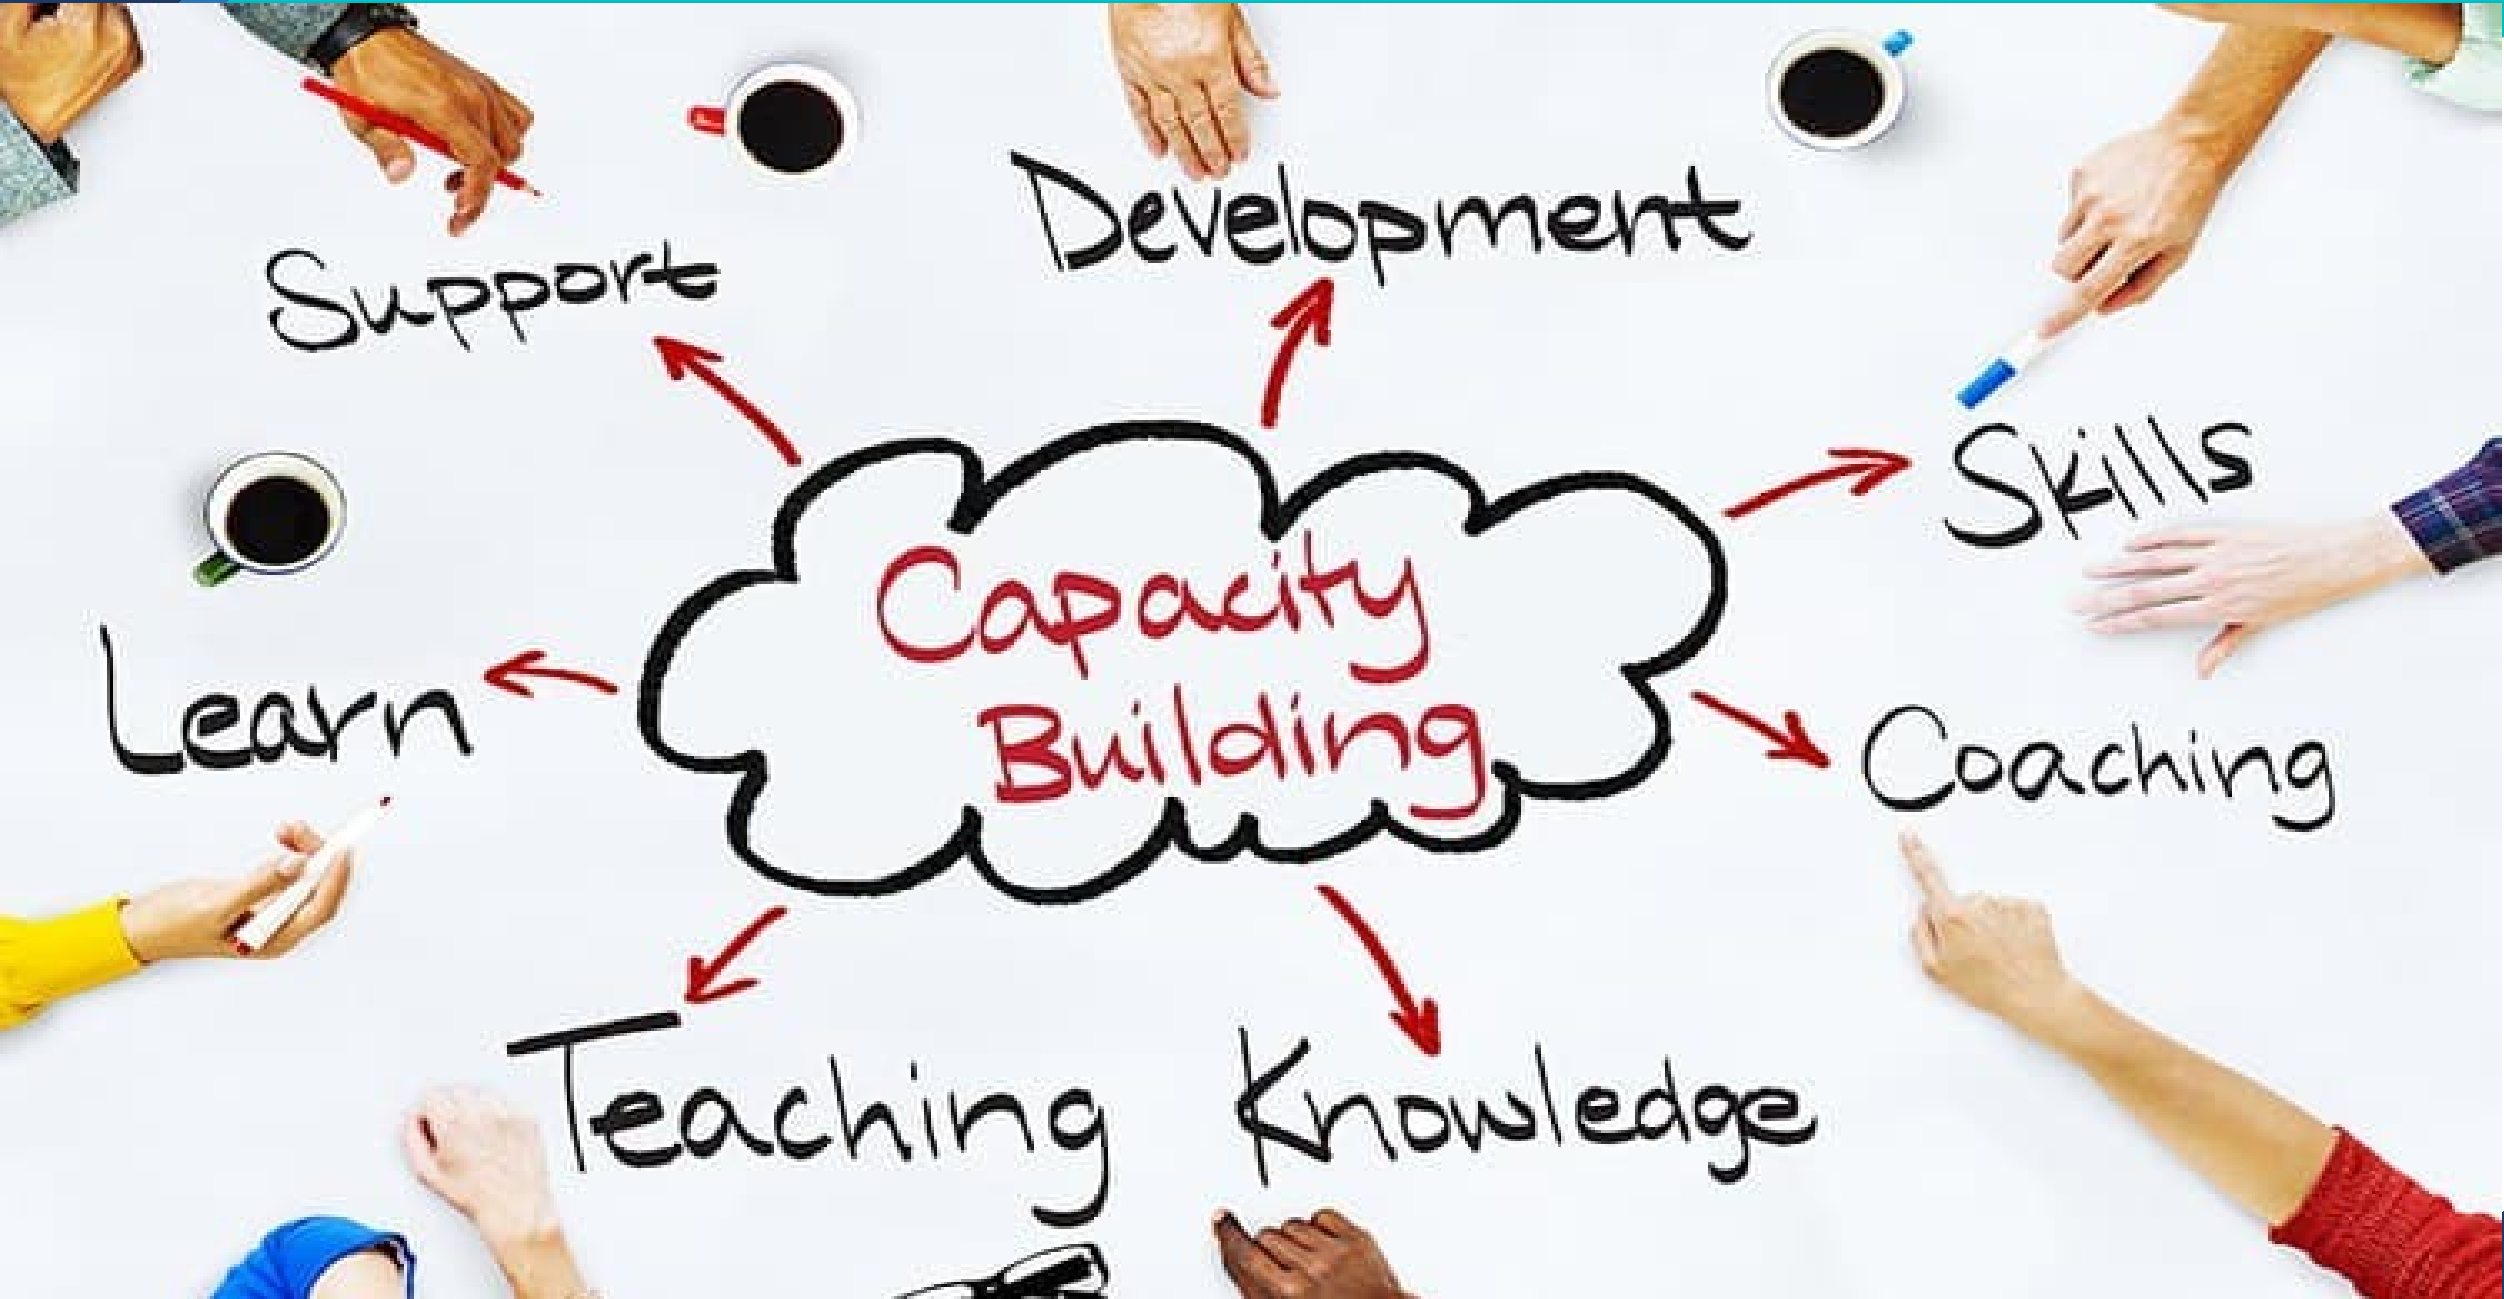 Development
Support
Skills
Capacity
Building
Learn
Coaching
Teaching
Knowledge